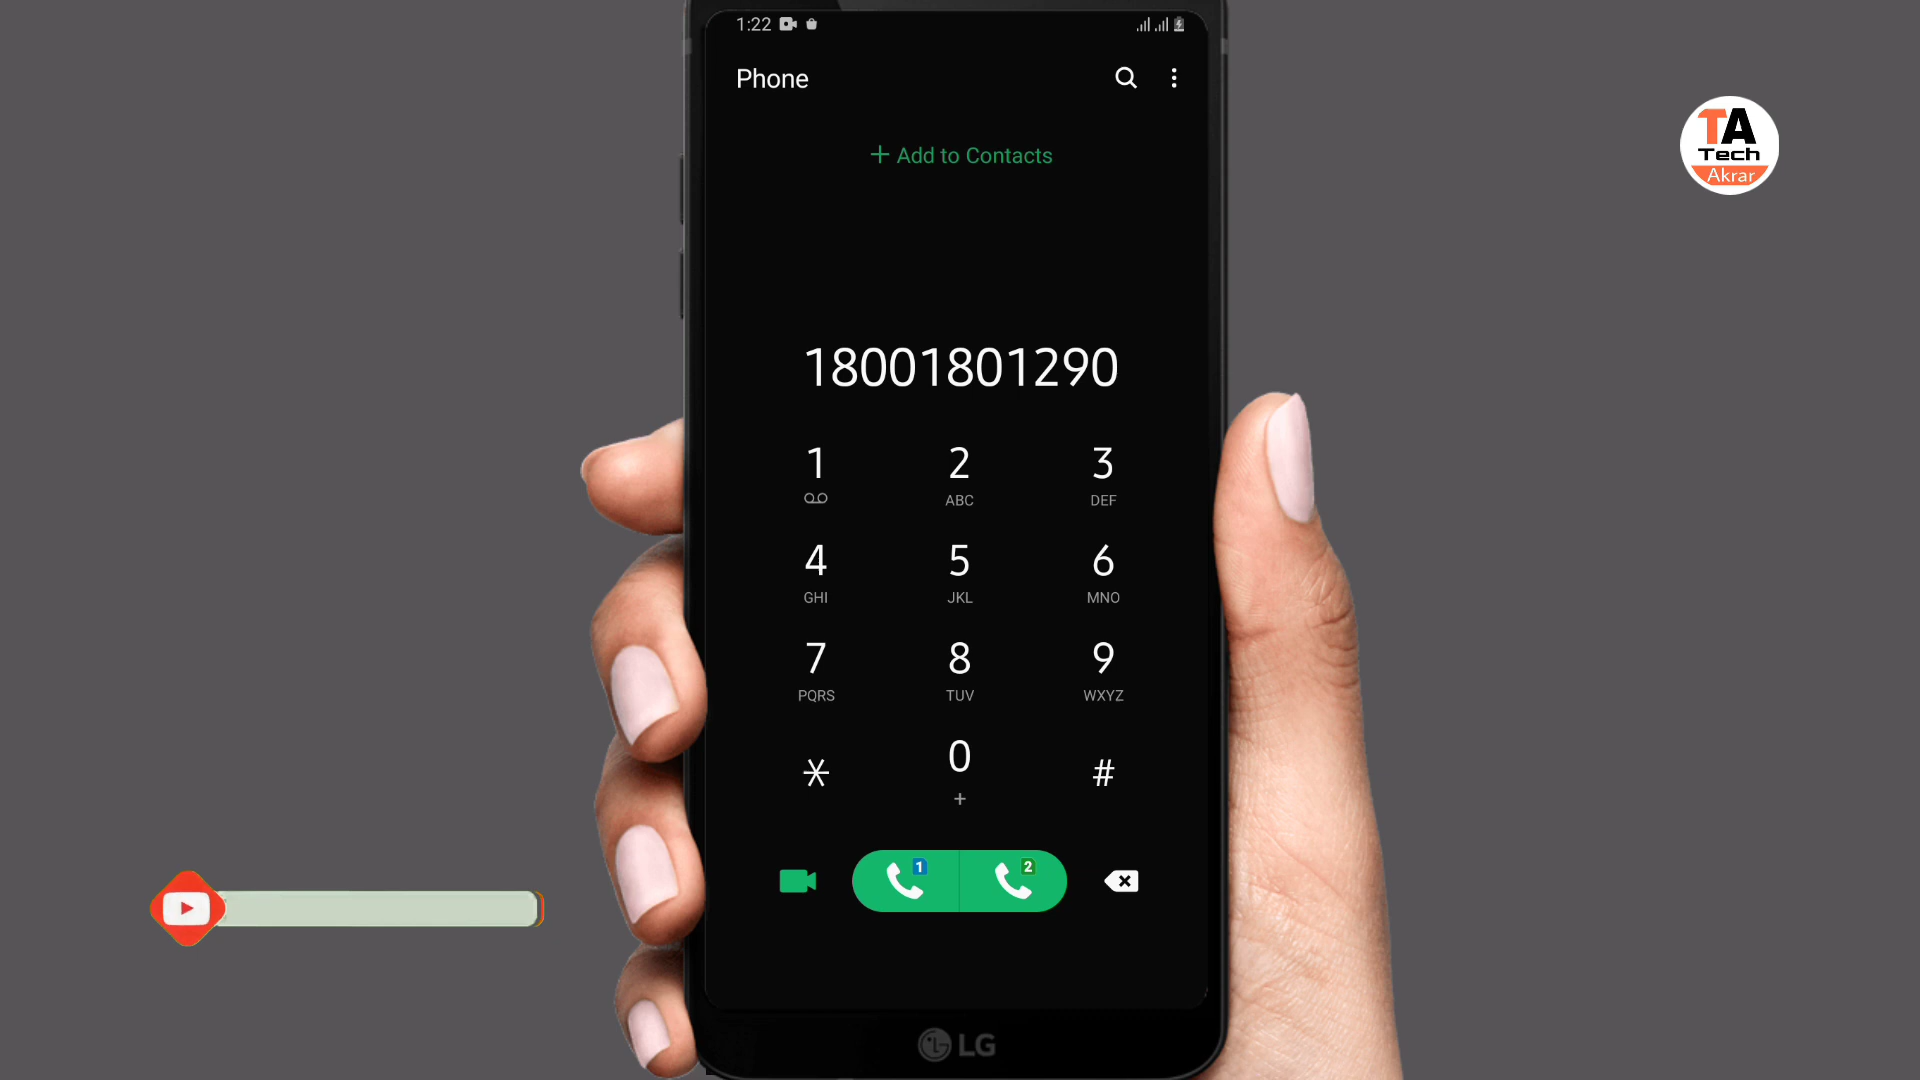 1:22
Phone
+ Add to Contacts
TA
Tech
Akrar
18001801290
1 2 3
ABC DEF
4 5 6
GHI JKL MNO
7 8 9
PQRS TUV WXYZ
* 0 #
+
1 2
LG